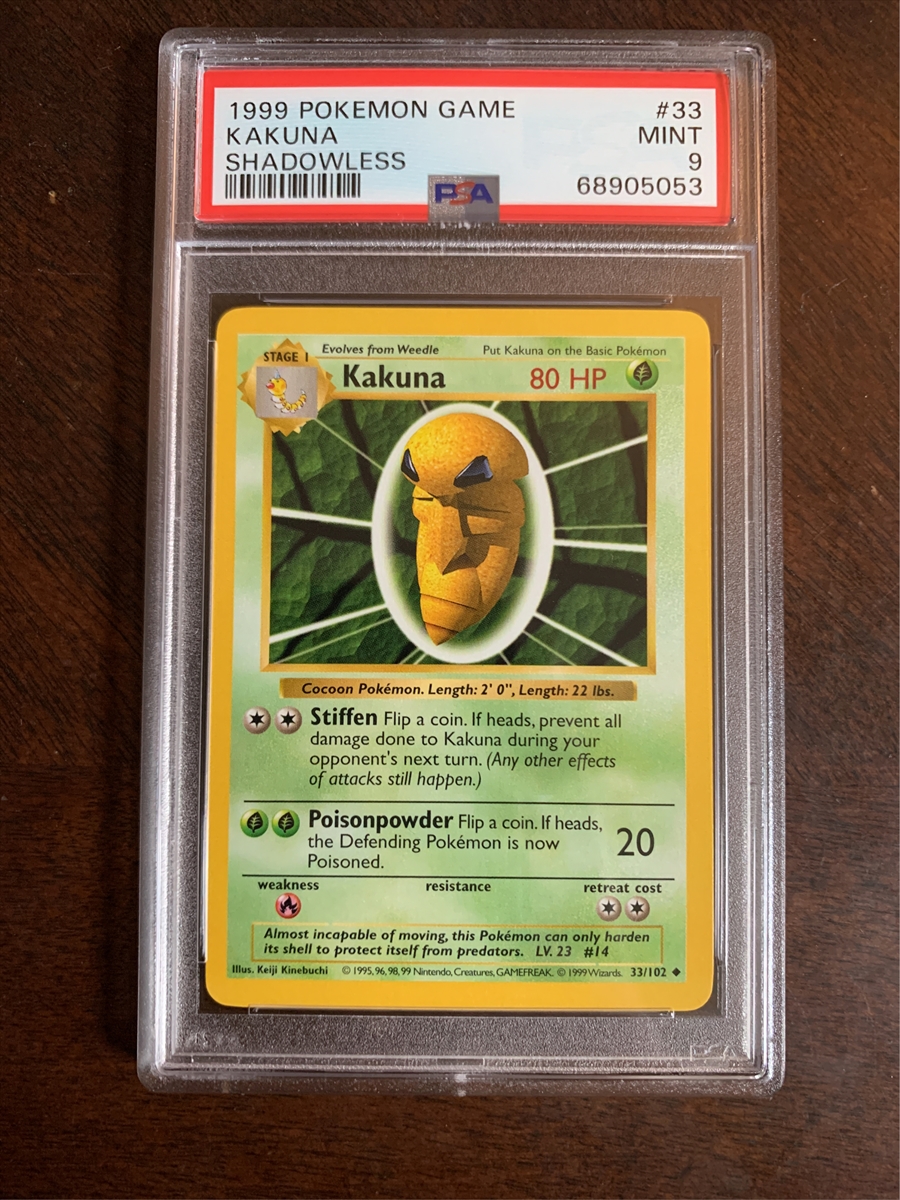 1999 POKEMON GAME #33
KAKUNA MINT
SHADOWLESS 9
PSA 68905053
STAGE 1 Evolves from Weedle Put Kakuna on the Basic Pokémon
Kakuna 80 HP
Cocoon Pokémon. Length: 2' 0", Length: 22 lbs.
Stiffen Flip a coin. If heads, prevent all
damage done to Kakuna during your
opponent's next turn. (Any other effects
of attacks still happen.)
Poisonpowder Flip a coin. If heads,
the Defending Pokémon is now
Poisoned.
20
weakness resistance retreat cost
Almost incapable of moving, this Pokémon can only harden
its shell to protect itself from predators. LV. 23 #14
Illus. Keiji Kinebuchi © 1995, 96, 98, 99 Nintendo, Creatures, GAMEFREAK. © 1999 Wizards. 33/102